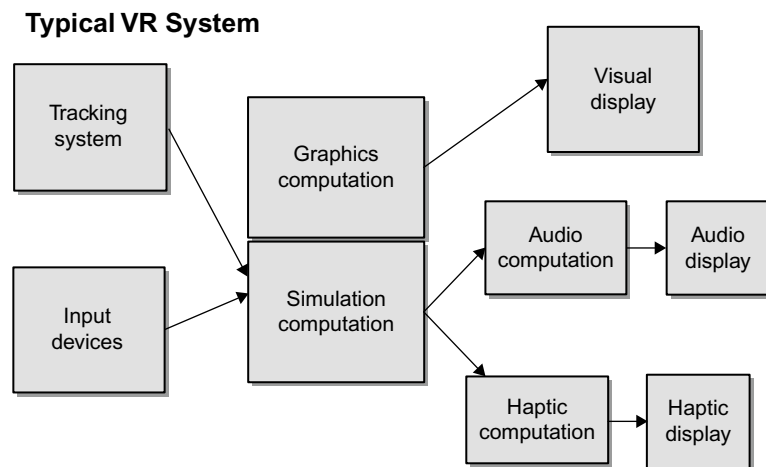 Typical VR System
Tracking
system
Graphics
computation
Visual
display
Input
devices
Simulation
computation
Audio
computation
Audio
display
Haptic
computation
Haptic
display